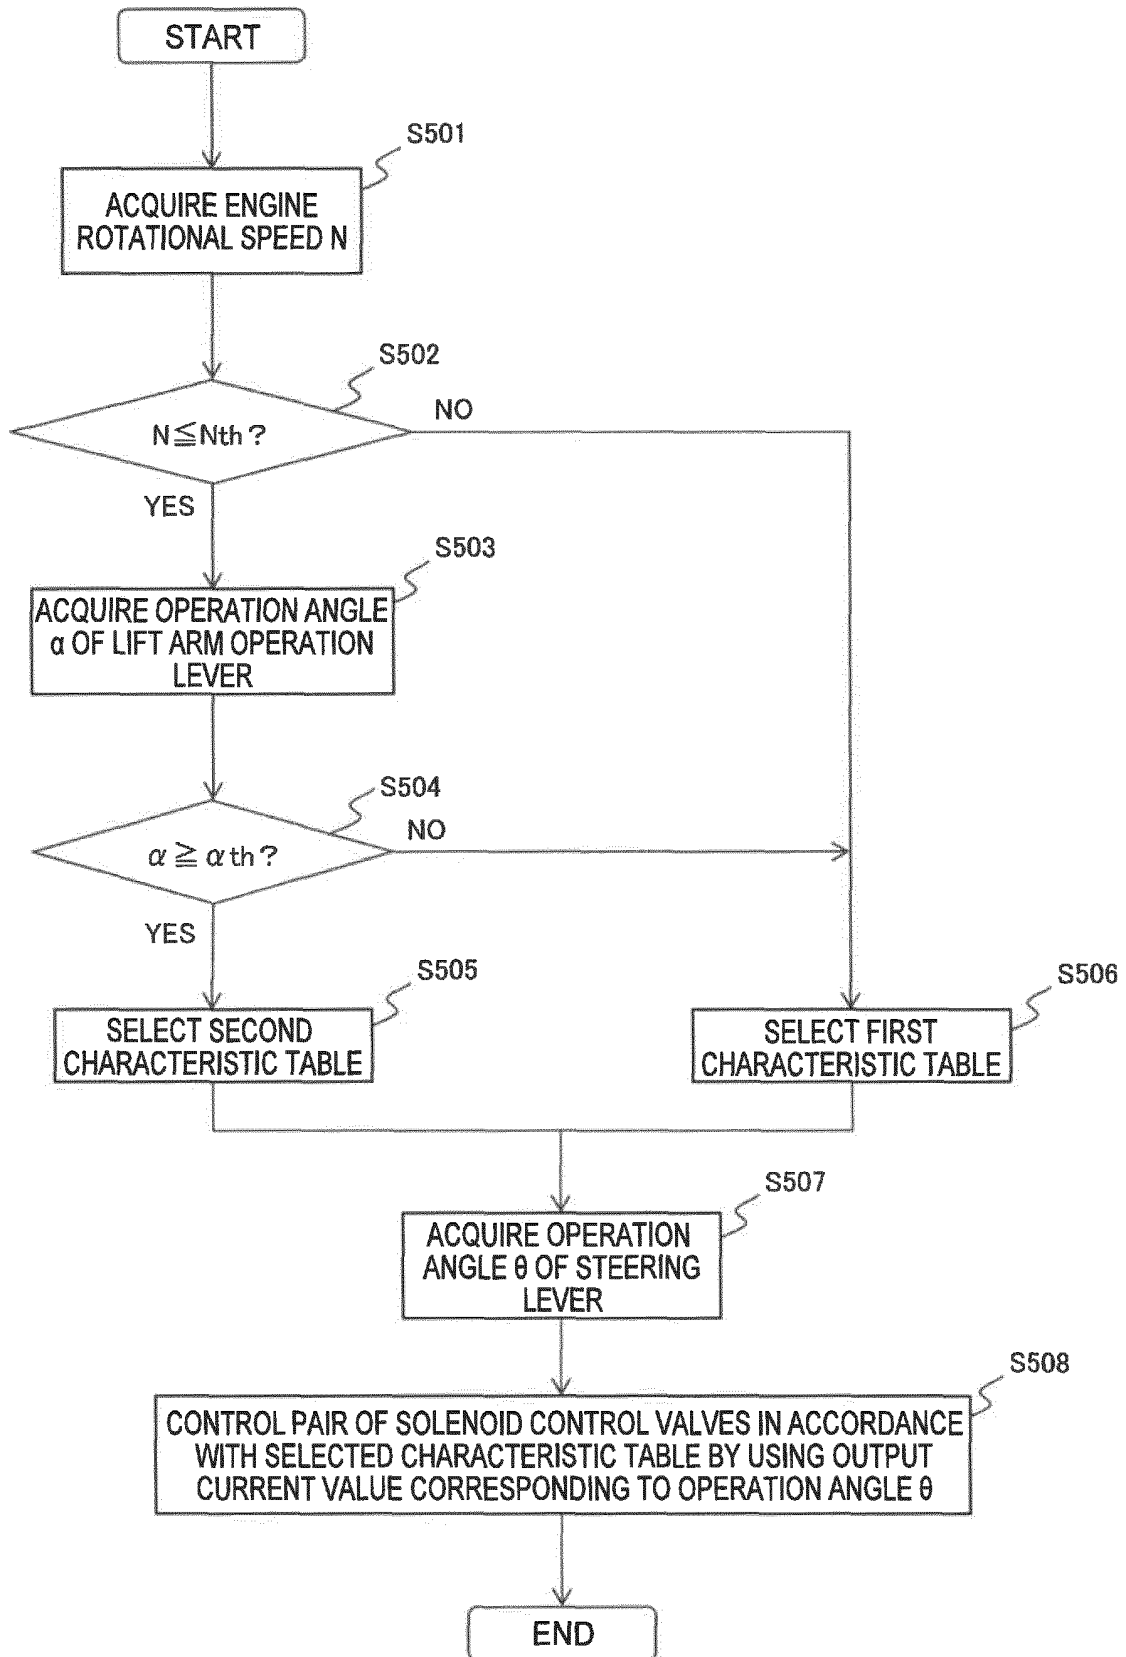 START
S501
ACQUIRE ENGINE
ROTATIONAL SPEED N
S502
N≦Nth?
NO
YES
S503
ACQUIRE OPERATION ANGLE
α OF LIFT ARM OPERATION
LEVER
S504
α≧αth?
NO
YES
S505
SELECT SECOND
CHARACTERISTIC TABLE
S506
SELECT FIRST
CHARACTERISTIC TABLE
S507
ACQUIRE OPERATION
ANGLE θ OF STEERING
LEVER
S508
CONTROL PAIR OF SOLENOID CONTROL VALVES IN ACCORDANCE
WITH SELECTED CHARACTERISTIC TABLE BY USING OUTPUT
CURRENT VALUE CORRESPONDING TO OPERATION ANGLE θ
END